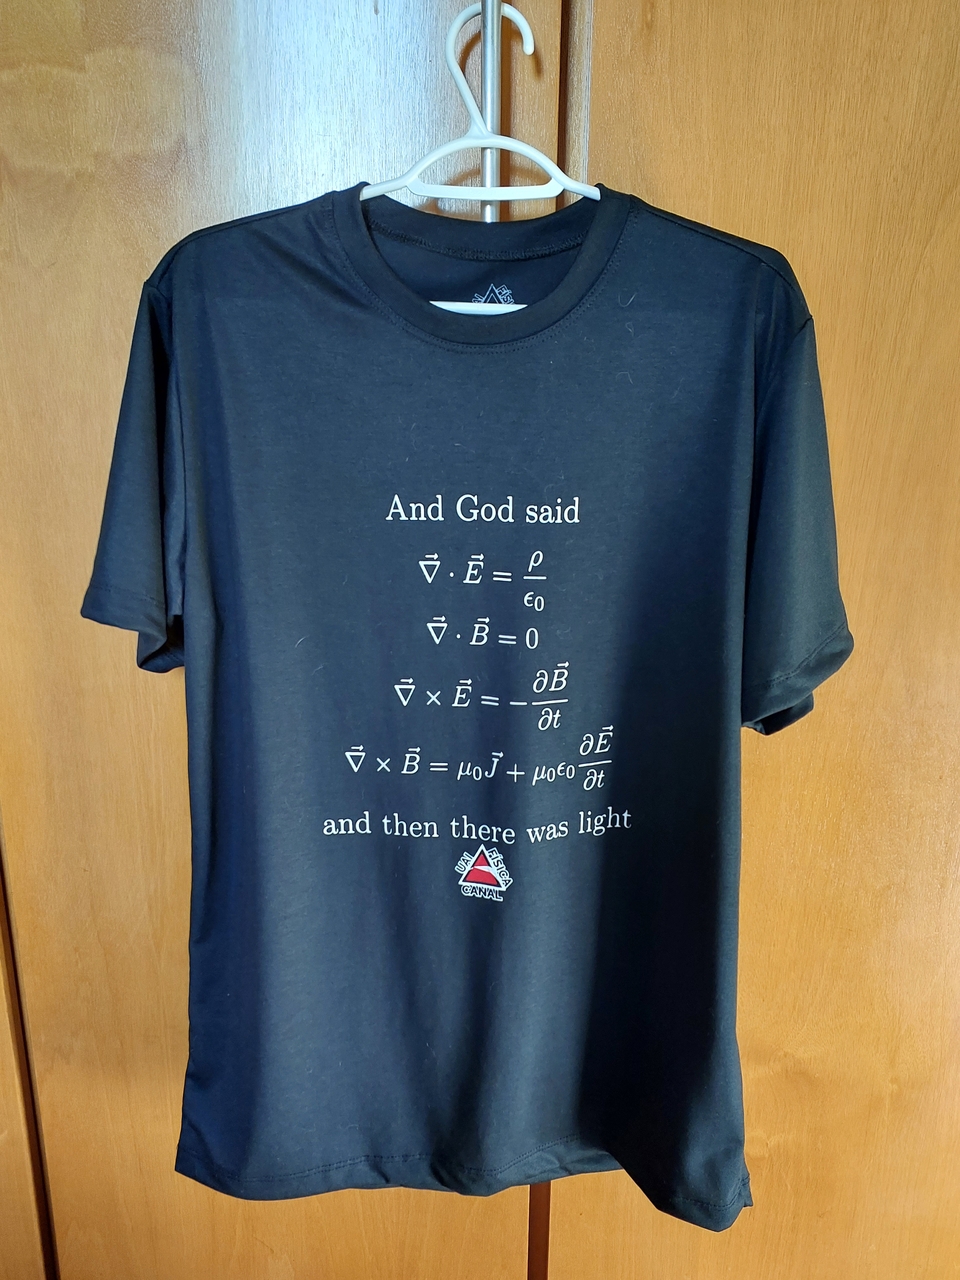 And God said
∇⃗ · E⃗ = ρ/ϵ₀
∇⃗ · B⃗ = 0
∇⃗ × E⃗ = −∂B⃗/∂t
∇⃗ × B⃗ = μ₀J⃗ + μ₀ϵ₀ ∂E⃗/∂t
and then there was light
UAI FÍSICA
CANAL